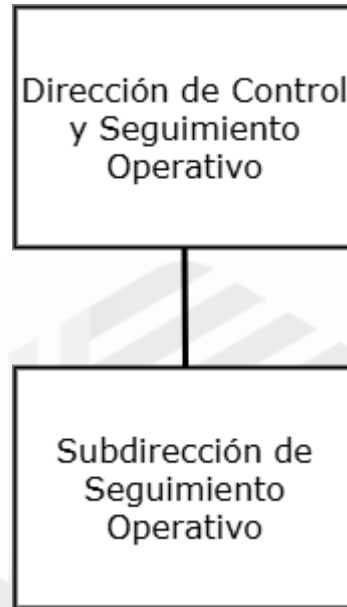 Dirección de Control
y Seguimiento
Operativo
Subdirección de
Seguimiento
Operativo